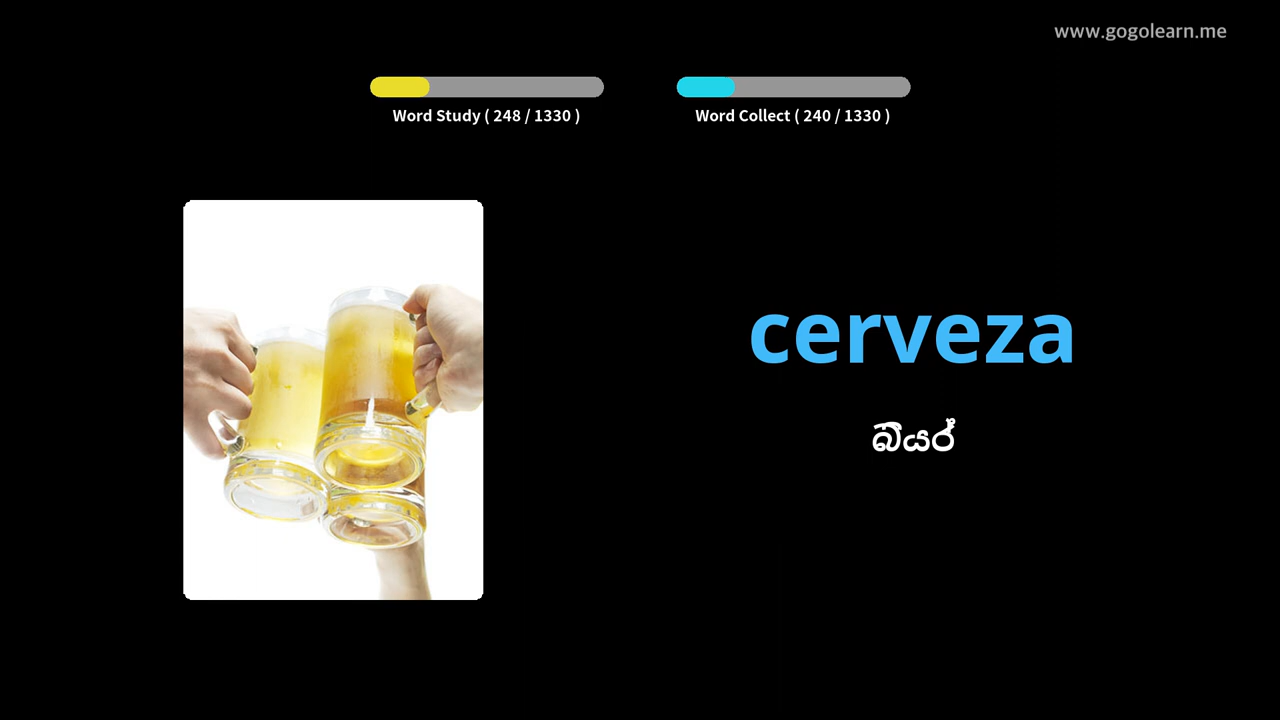 www.gogolearn.me
Word Study ( 248 / 1330 )
Word Collect ( 240 / 1330 )
cerveza
බියර්